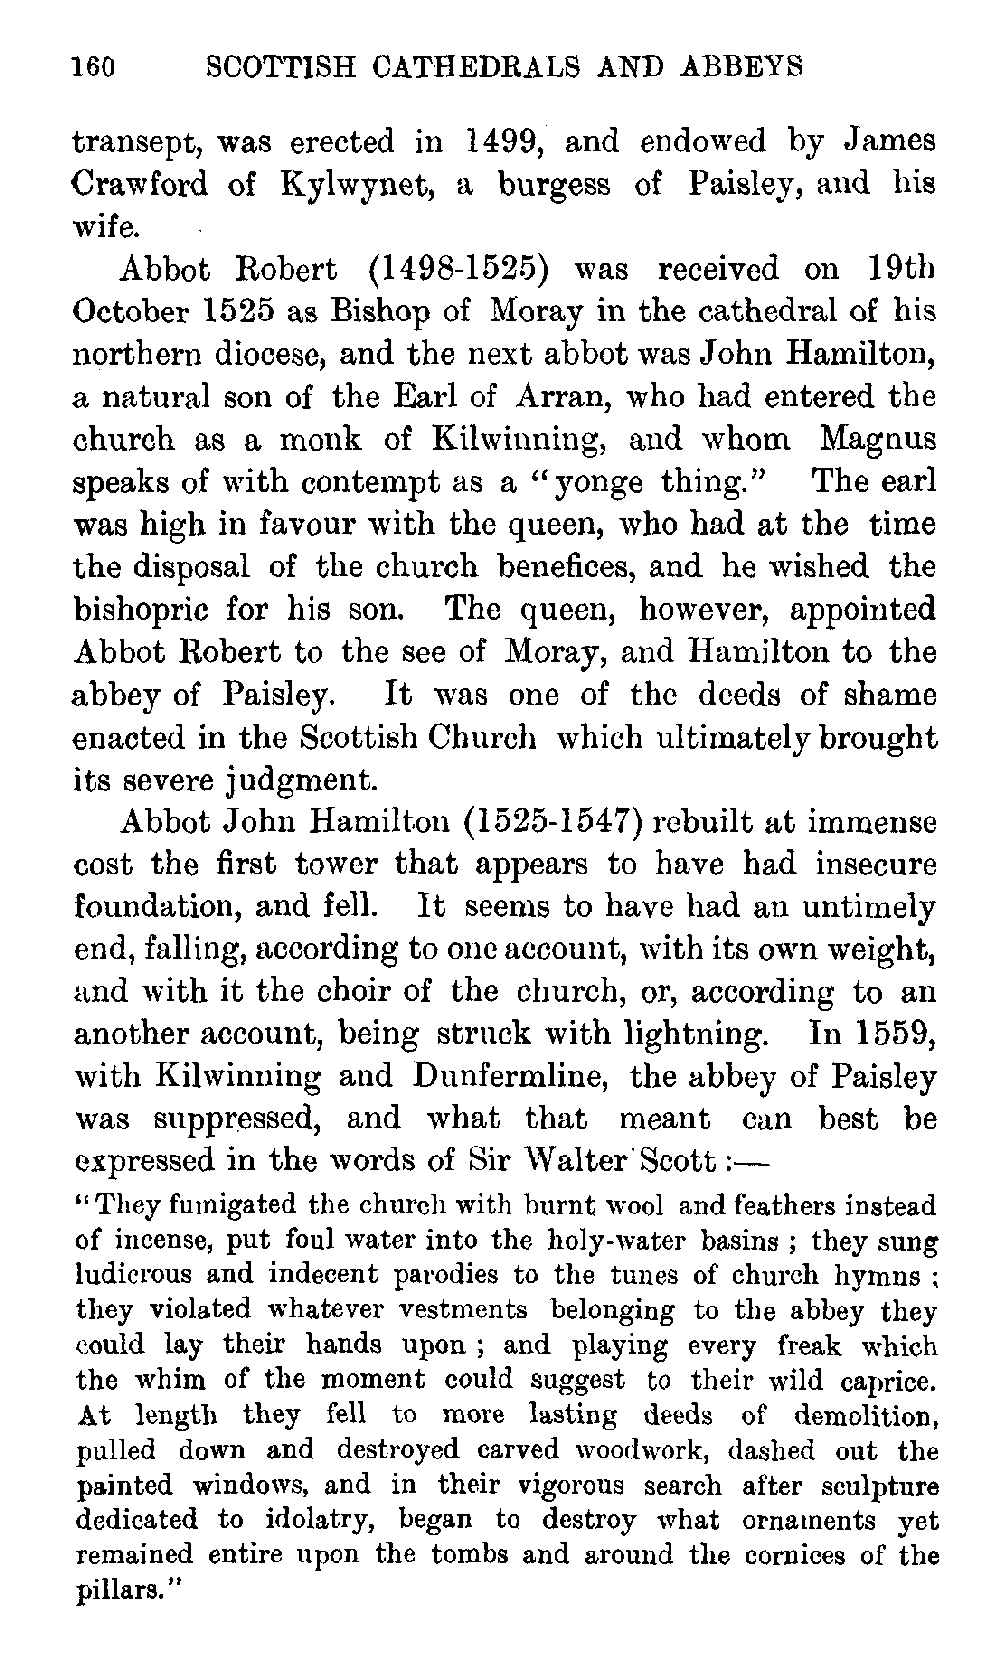 160 SCOTTISH CATHEDRALS AND ABBEYS
transept, was erected in 1499, and endowed by James
Crawford of Kylwynet, a burgess of Paisley, and his
wife.
Abbot Robert (1498-1525) was received on 19th
October 1525 as Bishop of Moray in the cathedral of his
northern diocese, and the next abbot was John Hamilton,
a natural son of the Earl of Arran, who had entered the
church as a monk of Kilwinning, and whom Magnus
speaks of with contempt as a "yonge thing." The earl
was high in favour with the queen, who had at the time
the disposal of the church benefices, and he wished the
bishopric for his son. The queen, however, appointed
Abbot Robert to the see of Moray, and Hamilton to the
abbey of Paisley. It was one of the deeds of shame
enacted in the Scottish Church which ultimately brought
its severe judgment.
Abbot John Hamilton (1525-1547) rebuilt at immense
cost the first tower that appears to have had insecure
foundation, and fell. It seems to have had an untimely
end, falling, according to one account, with its own weight,
and with it the choir of the church, or, according to an
another account, being struck with lightning. In 1559,
with Kilwinning and Dunfermline, the abbey of Paisley
was suppressed, and what that meant can best be
expressed in the words of Sir Walter Scott :—
"They fumigated the church with burnt wool and feathers instead
of incense, put foul water into the holy-water basins ; they sung
ludicrous and indecent parodies to the tunes of church hymns ;
they violated whatever vestments belonging to the abbey they
could lay their hands upon ; and playing every freak which
the whim of the moment could suggest to their wild caprice.
At length they fell to more lasting deeds of demolition,
pulled down and destroyed carved woodwork, dashed out the
painted windows, and in their vigorous search after sculpture
dedicated to idolatry, began to destroy what ornaments yet
remained entire upon the tombs and around the cornices of the
pillars."